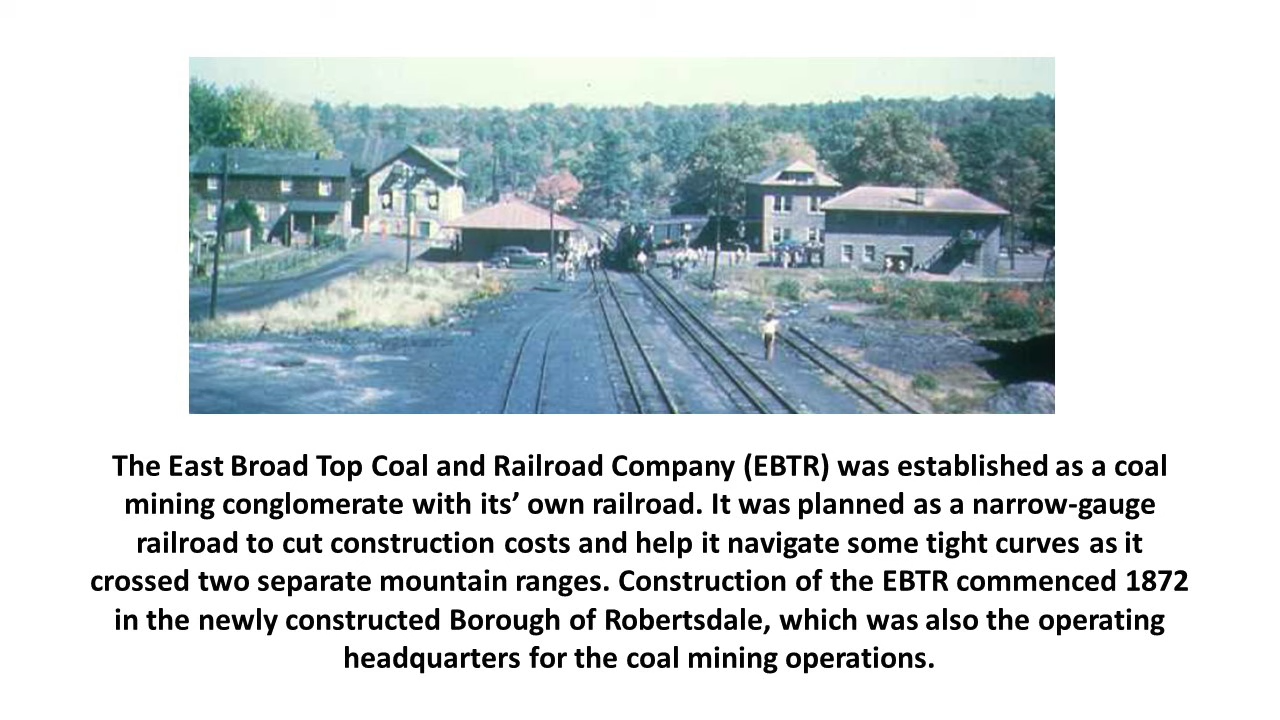 The East Broad Top Coal and Railroad Company (EBTR) was established as a coal
mining conglomerate with its’ own railroad. It was planned as a narrow-gauge
railroad to cut construction costs and help it navigate some tight curves as it
crossed two separate mountain ranges. Construction of the EBTR commenced 1872
in the newly constructed Borough of Robertsdale, which was also the operating
headquarters for the coal mining operations.